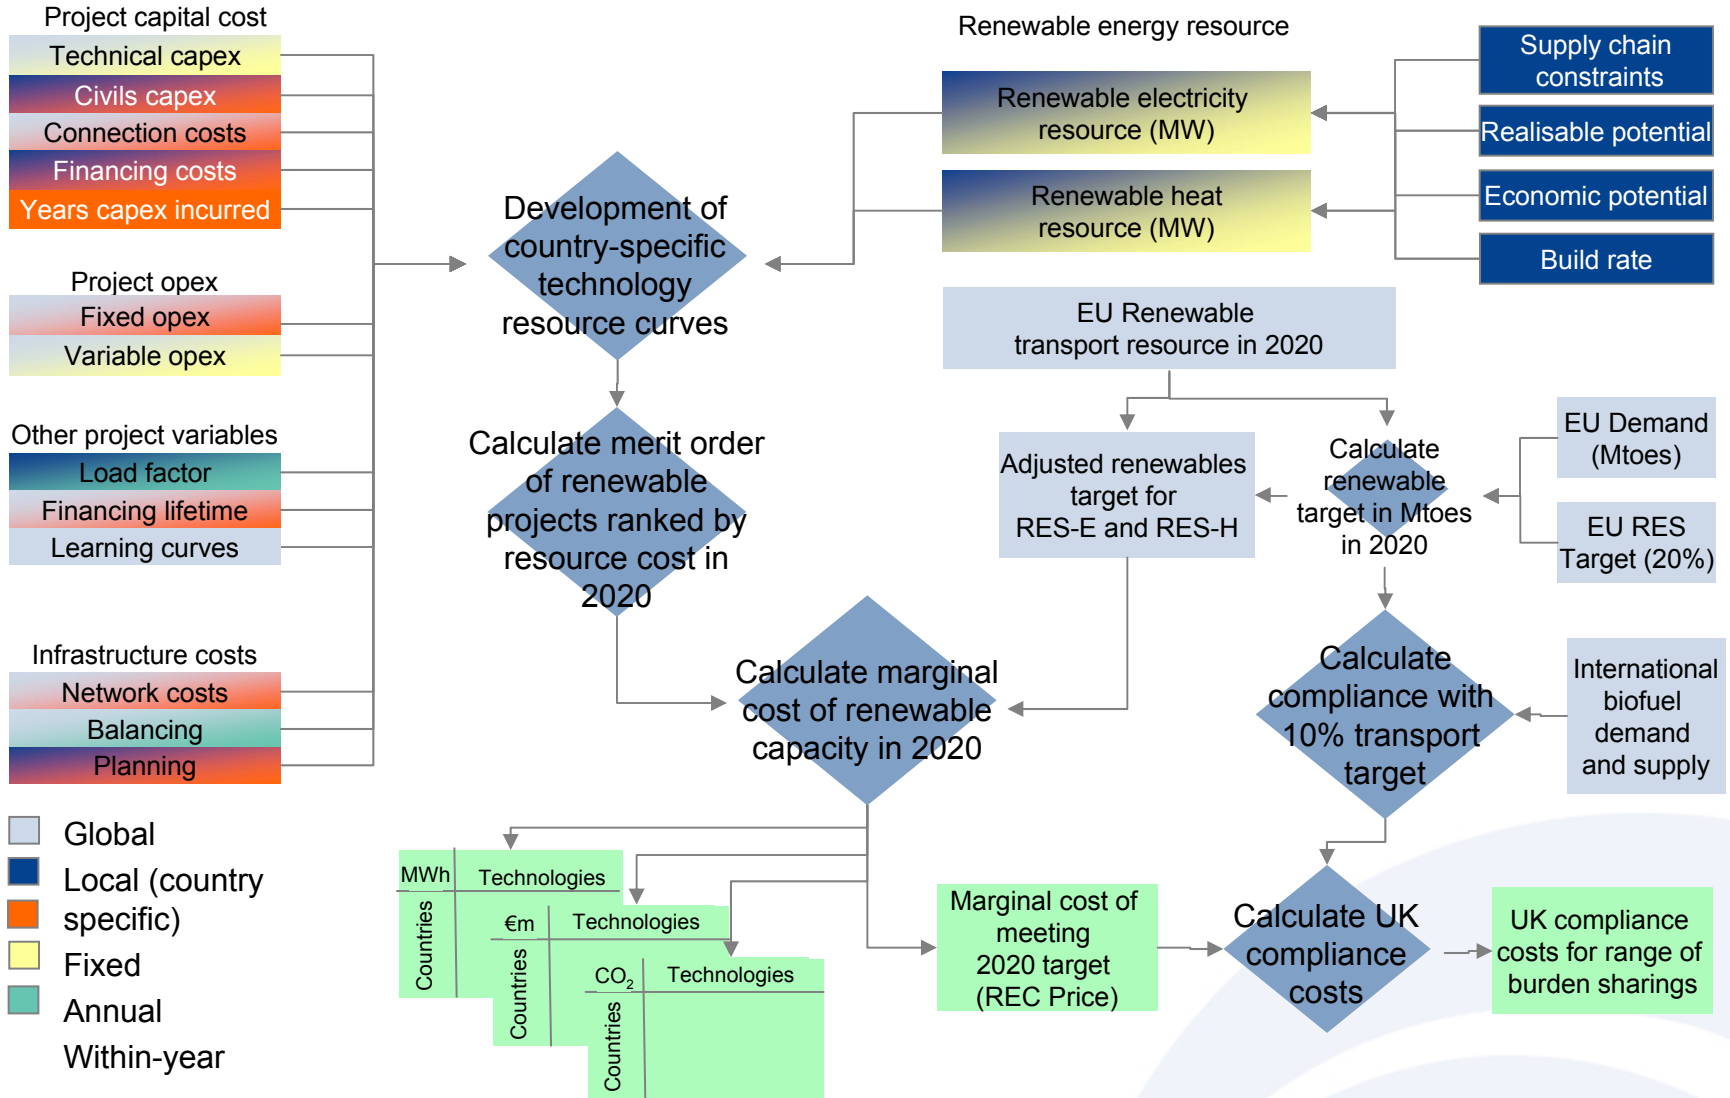 Project capital cost
Technical capex
Civils capex
Connection costs
Financing costs
Years capex incurred
Project opex
Fixed opex
Variable opex
Other project variables
Load factor
Financing lifetime
Learning curves
Infrastructure costs
Network costs
Balancing
Planning
Global
Local (country
specific)
Fixed
Annual
Within-year
Development of
country-specific
technology
resource curves
Calculate merit order
of renewable
projects ranked by
resource cost in
2020
Calculate marginal
cost of renewable
capacity in 2020
MWh
Technologies
Countries
€m
Technologies
Countries
CO₂
Technologies
Countries
Renewable energy resource
Renewable electricity
resource (MW)
Renewable heat
resource (MW)
Supply chain
constraints
Realisable potential
Economic potential
Build rate
EU Renewable
transport resource in 2020
Adjusted renewables
target for
RES-E and RES-H
Calculate
renewable
target in Mtoes
in 2020
EU Demand
(Mtoes)
EU RES
Target (20%)
Calculate
compliance with
10% transport
target
International
biofuel
demand
and supply
Marginal cost of
meeting
2020 target
(REC Price)
Calculate UK
compliance
costs
UK compliance
costs for range of
burden sharings